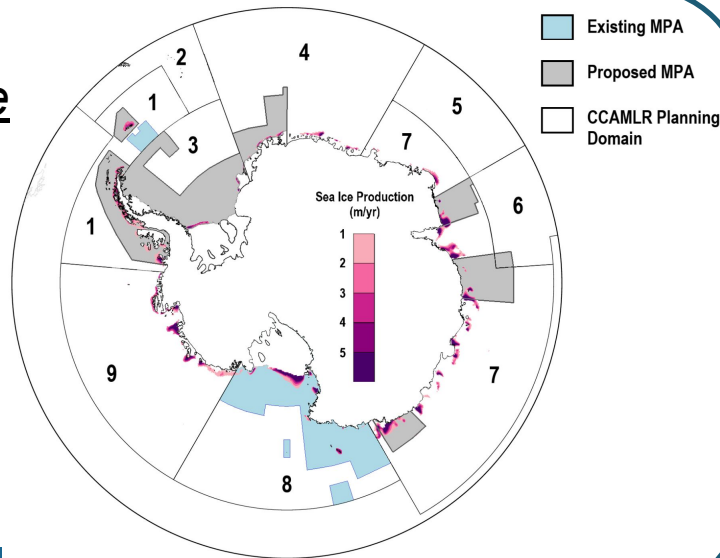 e
Existing MPA
Proposed MPA
CCAMLR Planning
Domain
2
4
1
3
5
7
6
1
Sea Ice Production
(m/yr)
1
2
3
4
5
9
7
8